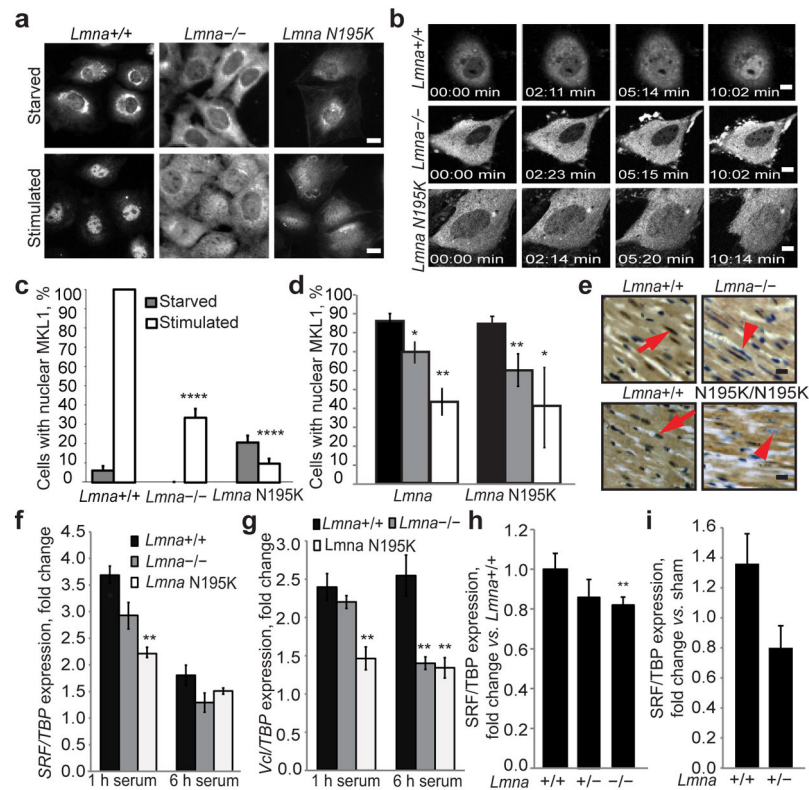 a
Lmna+/+ Lmna−/− Lmna N195K
Starved
Stimulated
b
Lmna+/+
00:00 min 02:11 min 05:14 min 10:02 min
Lmna−/−
00:00 min 02:23 min 05:15 min 10:02 min
Lmna N195K
00:00 min 02:14 min 05:20 min 10:14 min
c
Cells with nuclear MKL1, %
100
90
80
70
60
50
40
30
20
10
0
Starved
Stimulated
****
****
Lmna+/+ Lmna−/− Lmna N195K
d
Cells with nuclear MKL1, %
100
90
80
70
60
50
40
30
20
10
0
*
**
**
*
Lmna Lmna N195K
e
Lmna+/+ Lmna−/−
Lmna+/+ N195K/N195K
f
SRF/TBP expression, fold change
4.5
4.0
3.5
3.0
2.5
2.0
1.5
1.0
0.5
0.0
Lmna+/+
Lmna−/−
Lmna N195K
**
1 h serum 6 h serum
g
Vcl/TBP expression, fold change
2.5
2.0
1.5
1.0
0.5
0.0
Lmna+/+ Lmna−/−
Lmna N195K
**
** **
1 h serum 6 h serum
h
SRF/TBP expression,
fold change vs. Lmna+/+
1.2
1.0
0.8
0.6
0.4
0.2
0.0
**
Lmna +/+ +/− −/−
i
SRF/TBP expression,
fold change vs. sham
1.6
1.4
1.2
1.0
0.8
0.6
0.4
0.2
0.0
Lmna +/+ +/−